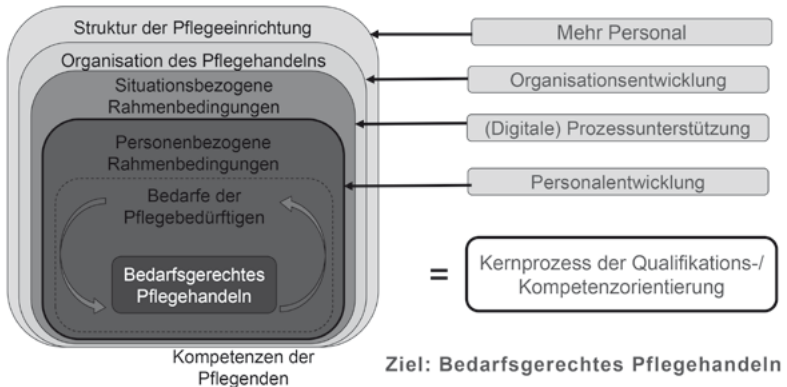 Struktur der Pflegeeinrichtung
Organisation des Pflegehandelns
Situationsbezogene
Rahmenbedingungen
Personenbezogene
Rahmenbedingungen
Bedarfe der
Pflegebedürftigen
Bedarfsgerechtes
Pflegehandeln
Kompetenzen der
Pflegenden
Mehr Personal
Organisationsentwicklung
(Digitale) Prozessunterstützung
Personalentwicklung
=
Kernprozess der Qualifikations-/
Kompetenzorientierung
Ziel: Bedarfsgerechtes Pflegehandeln